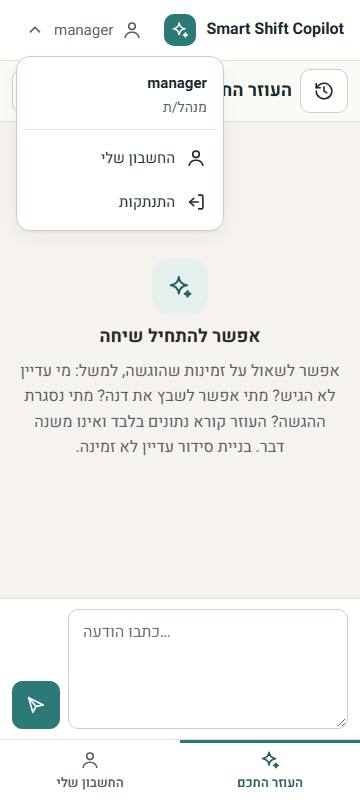 Smart Shift Copilot
manager
העוזר הח
manager
מנהל/ת
החשבון שלי
התנתקות
אפשר להתחיל שיחה
אפשר לשאול על זמינות שהוגשה, למשל: מי עדיין
לא הגיש? מתי אפשר לשבץ את דנה? מתי נסגרת
ההגשה? העוזר קורא נתונים בלבד ואינו משנה
דבר. בניית סידור עדיין לא זמינה.
כתבו הודעה...
העוזר החכם
החשבון שלי